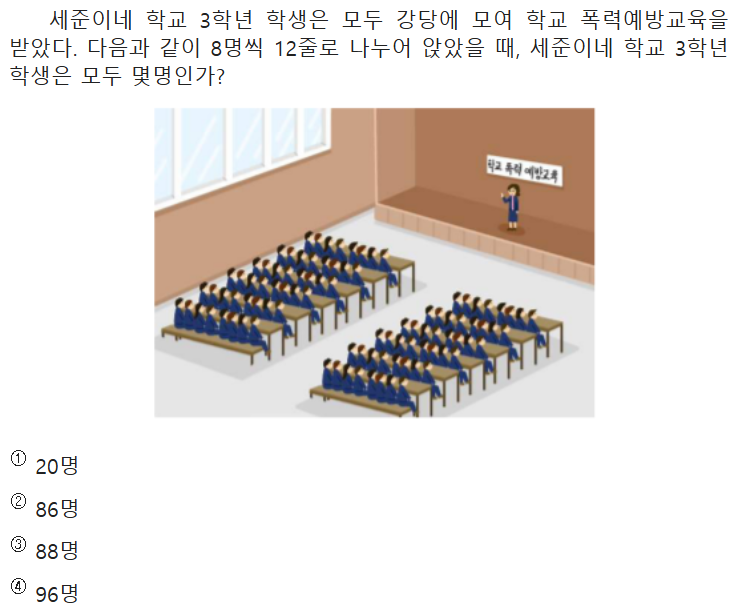 세준이네 학교 3학년 학생은 모두 강당에 모여 학교 폭력예방교육을
받았다. 다음과 같이 8명씩 12줄로 나누어 앉았을 때, 세준이네 학교 3학년
학생은 모두 몇명인가?
학교 폭력 예방교육
① 20명
② 86명
③ 88명
④ 96명